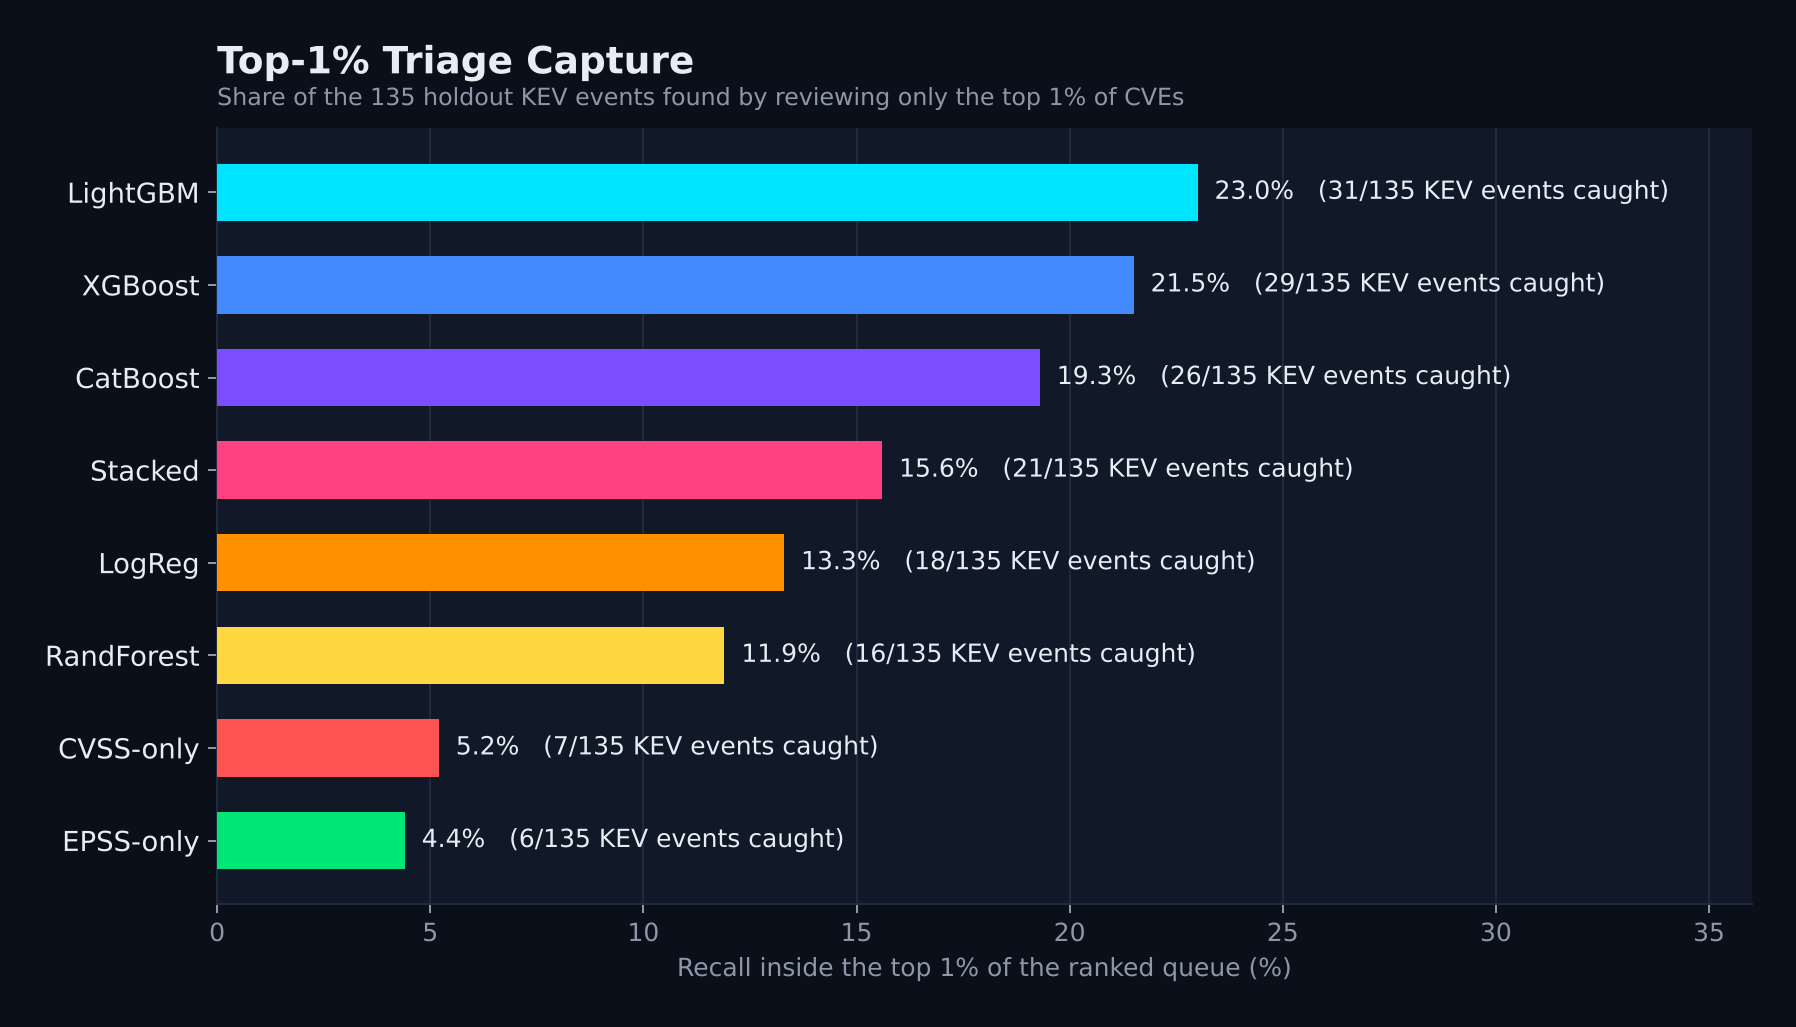 Top-1% Triage Capture
Share of the 135 holdout KEV events found by reviewing only the top 1% of CVEs
LightGBM 23.0% (31/135 KEV events caught)
XGBoost 21.5% (29/135 KEV events caught)
CatBoost 19.3% (26/135 KEV events caught)
Stacked 15.6% (21/135 KEV events caught)
LogReg 13.3% (18/135 KEV events caught)
RandForest 11.9% (16/135 KEV events caught)
CVSS-only 5.2% (7/135 KEV events caught)
EPSS-only 4.4% (6/135 KEV events caught)
0 5 10 15 20 25 30 35
Recall inside the top 1% of the ranked queue (%)